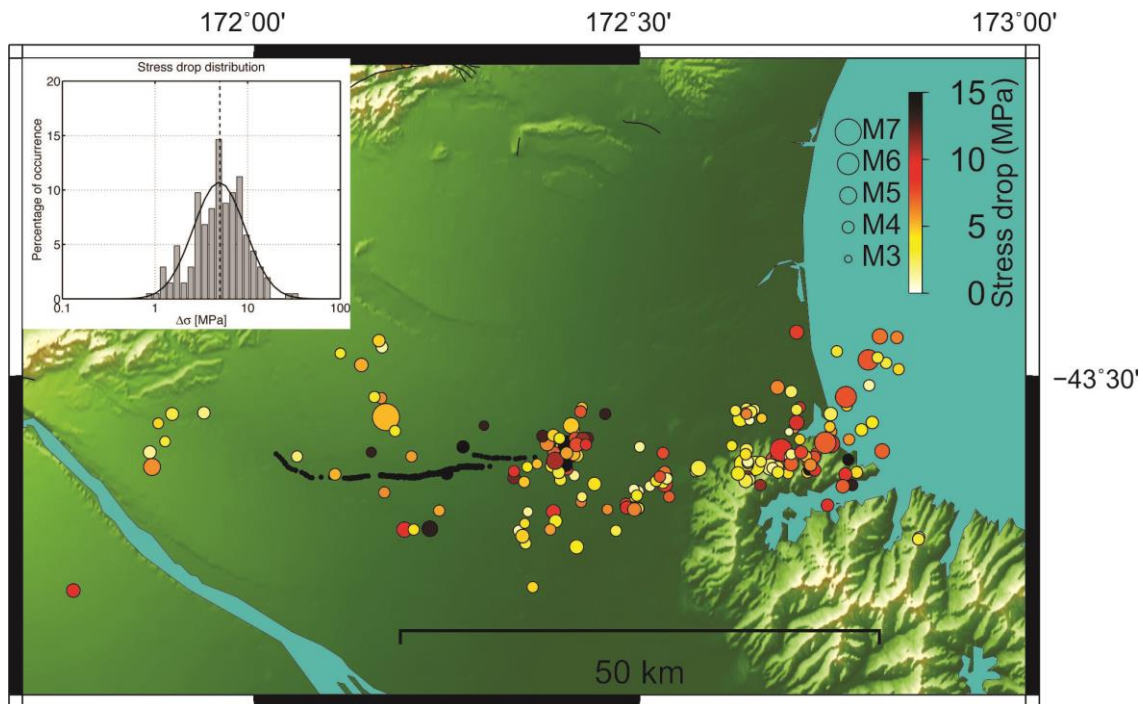 172°00' 172°30' 173°00'
Stress drop distribution
Percentage of occurrence
20
15
10
5
0
0.1 1 10 100
Δσ [MPa]
M7
M6
M5
M4
M3
15
10
5
0
Stress drop (MPa)
−43°30'
50 km